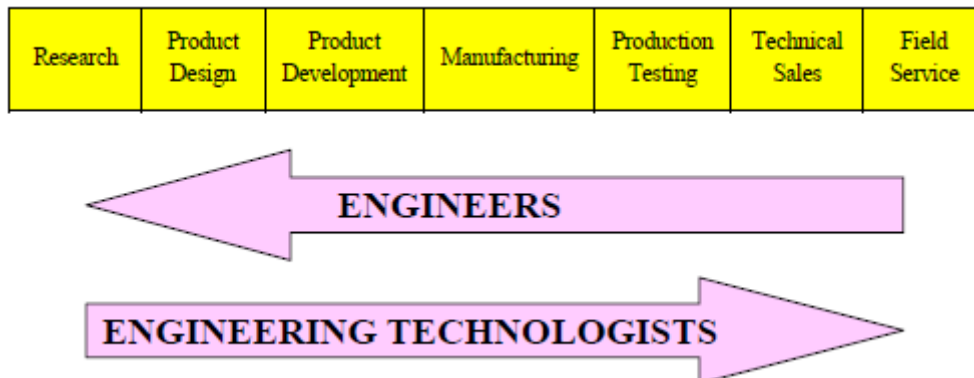 Research
Product
Design
Product
Development
Manufacturing
Production
Testing
Technical
Sales
Field
Service
ENGINEERS
ENGINEERING TECHNOLOGISTS